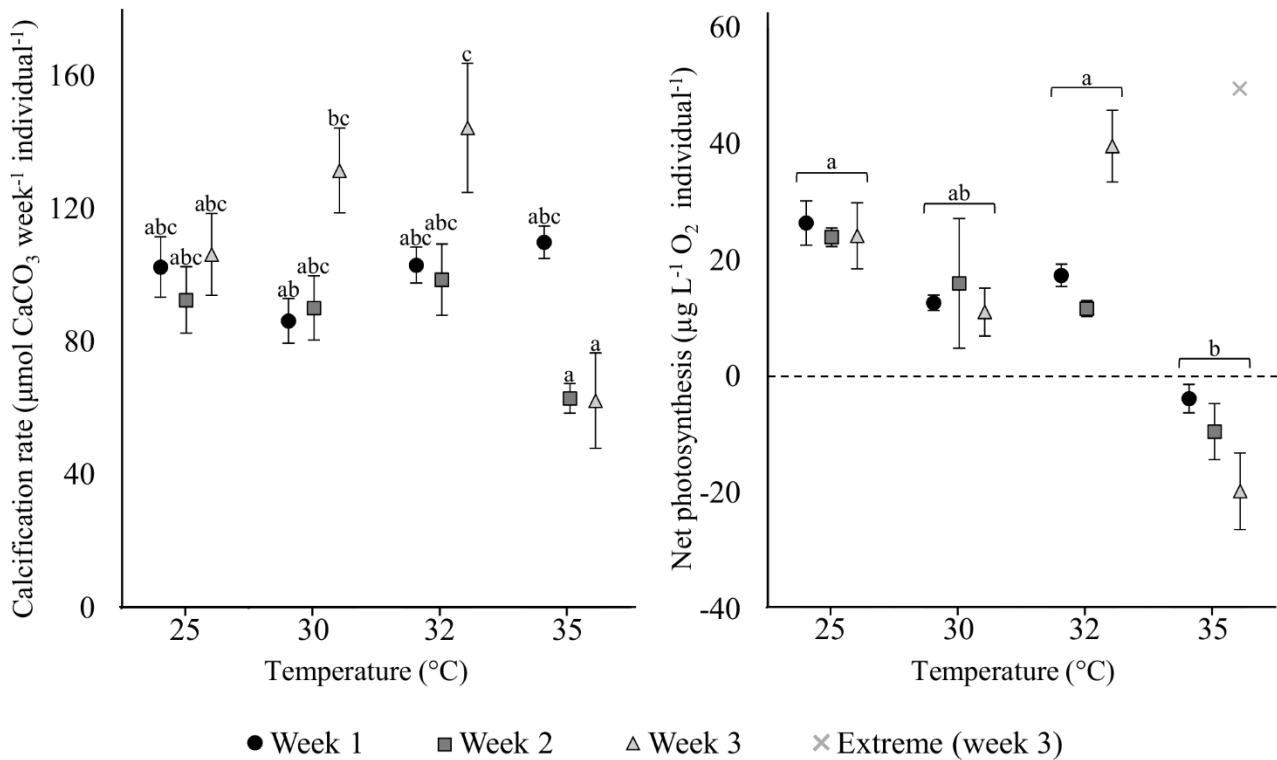 Calcification rate (µmol CaCO₃ week⁻¹ individual⁻¹)
160
120
80
40
0
abc
abc
abc
ab
abc
bc
abc
abc
c
abc
a
a
25
30
32
35
Temperature (°C)
Net photosynthesis (µg L⁻¹ O₂ individual⁻¹)
60
40
20
0
-20
-40
a
ab
a
b
25
30
32
35
Temperature (°C)
Week 1
Week 2
Week 3
Extreme (week 3)